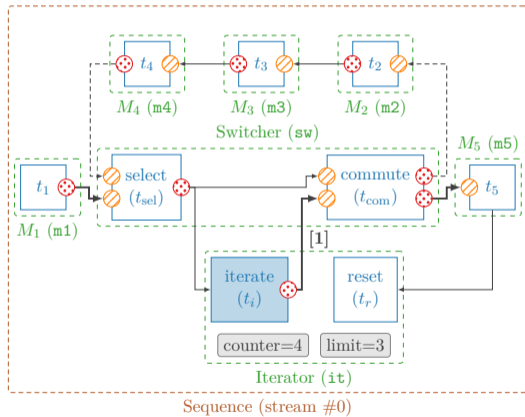 t4
t3
t2
M4 (m4)
M3 (m3)
M2 (m2)
Switcher (sw)
M5 (m5)
t1
select
(tsel)
commute
(tcom)
t5
M1 (m1)
[1]
iterate
(ti)
reset
(tr)
counter=4
limit=3
Iterator (it)
Sequence (stream #0)